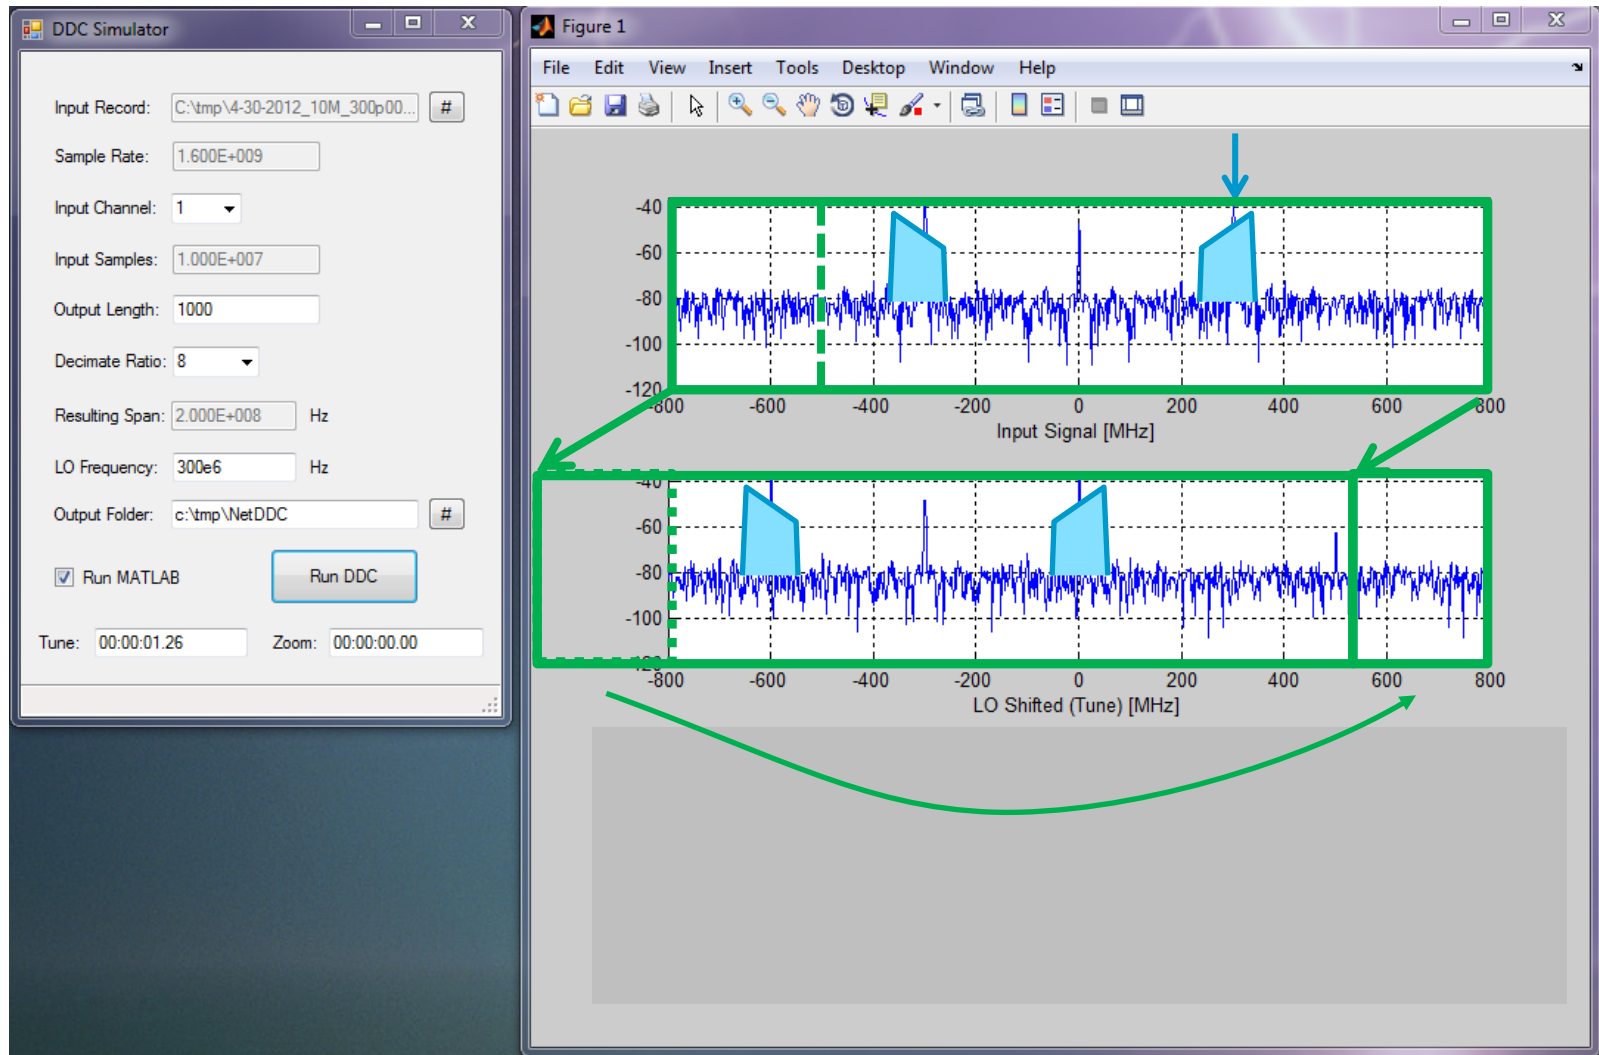 DDC Simulator
Input Record: C:\tmp\4-30-2012_10M_300p00... #
Sample Rate: 1.600E+009
Input Channel: 1
Input Samples: 1.000E+007
Output Length: 1000
Decimate Ratio: 8
Resulting Span: 2.000E+008 Hz
LO Frequency: 300e6 Hz
Output Folder: c:\tmp\NetDDC #
Run MATLAB
Run DDC
Tune: 00:00:01.26 Zoom: 00:00:00.00
Figure 1
File Edit View Insert Tools Desktop Window Help
-40
-60
-80
-100
-120
-800 -600 -400 -200 0 200 400 600 800
Input Signal [MHz]
-40
-60
-80
-100
-120
-800 -600 -400 -200 0 200 400 600 800
LO Shifted (Tune) [MHz]